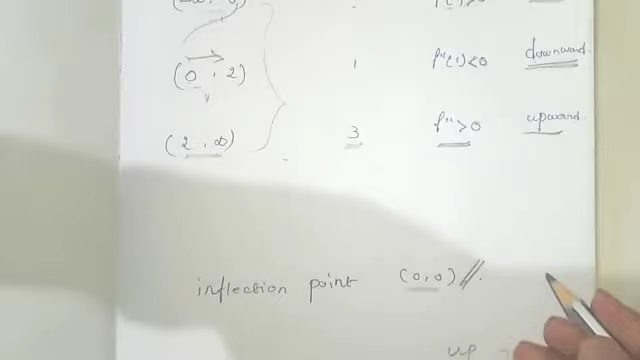 (0, 2) 1 f''(1)<0 downward
(2, ∞) 3 f''>0 upward
inflection point (0,0)
up